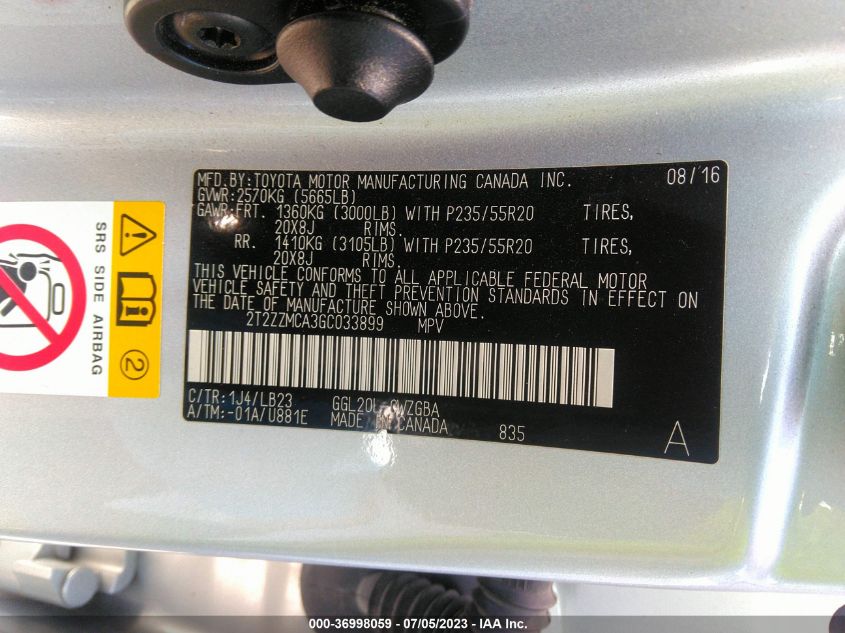 MFD.BY:TOYOTA MOTOR MANUFACTURING CANADA INC. 08/16
GVWR:2570KG (5665LB)
GAWR:FRT. 1360KG (3000LB) WITH P235/55R20 TIRES,
20X8J RIMS.
RR. 1410KG (3105LB) WITH P235/55R20 TIRES,
20X8J RIMS.
THIS VEHICLE CONFORMS TO ALL APPLICABLE FEDERAL MOTOR
VEHICLE SAFETY AND THEFT PREVENTION STANDARDS IN EFFECT ON
THE DATE OF MANUFACTURE SHOWN ABOVE.
2T2ZZMCA3GC033899 MPV
C/TR:1J4/LB23 WZGBA
A/TM:-01A/U881E MADE IN CANADA 835 A
SRS SIDE AIRBAG
2
000-36998059 - 07/05/2023 - IAA Inc.